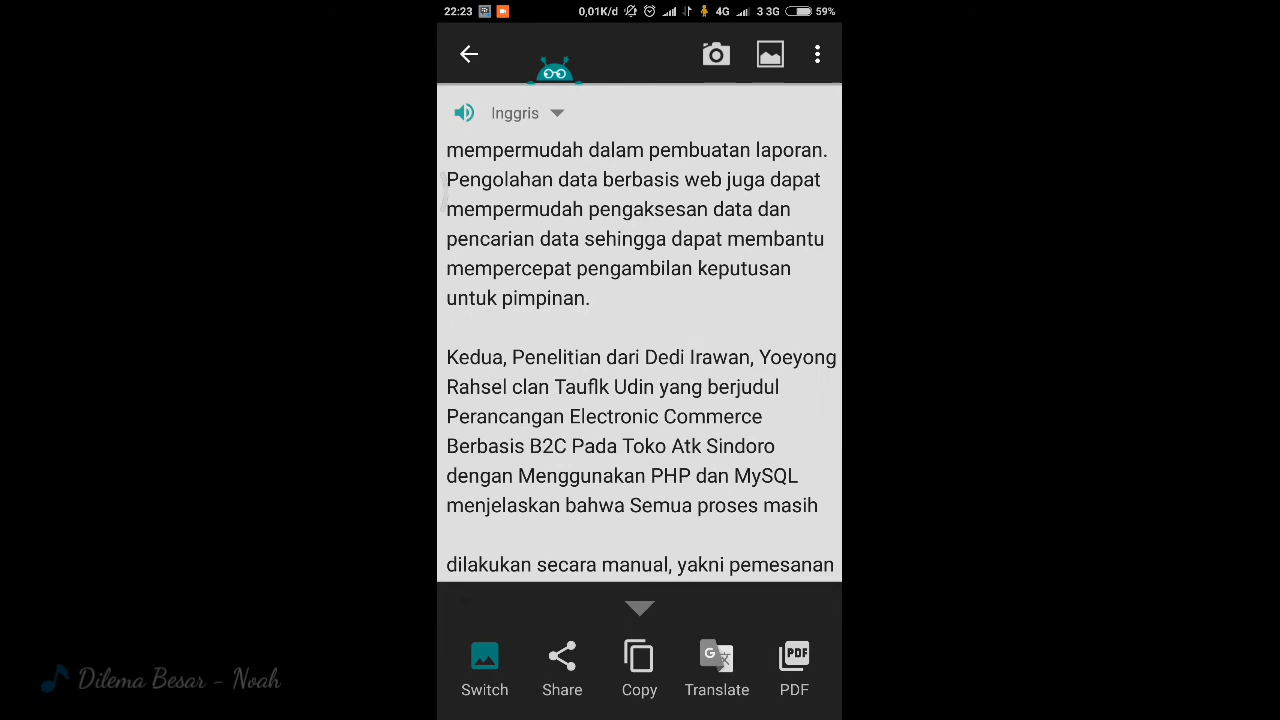 22:23 0,01K/d 4G 3 3G 59%
Inggris
mempermudah dalam pembuatan laporan.
Pengolahan data berbasis web juga dapat
mempermudah pengaksesan data dan
pencarian data sehingga dapat membantu
mempercepat pengambilan keputusan
untuk pimpinan.
Kedua, Penelitian dari Dedi Irawan, Yoeyong
Rahsel clan Tauflk Udin yang berjudul
Perancangan Electronic Commerce
Berbasis B2C Pada Toko Atk Sindoro
dengan Menggunakan PHP dan MySQL
menjelaskan bahwa Semua proses masih
dilakukan secara manual, yakni pemesanan
Switch Share Copy Translate PDF
Dilema Besar - Noah